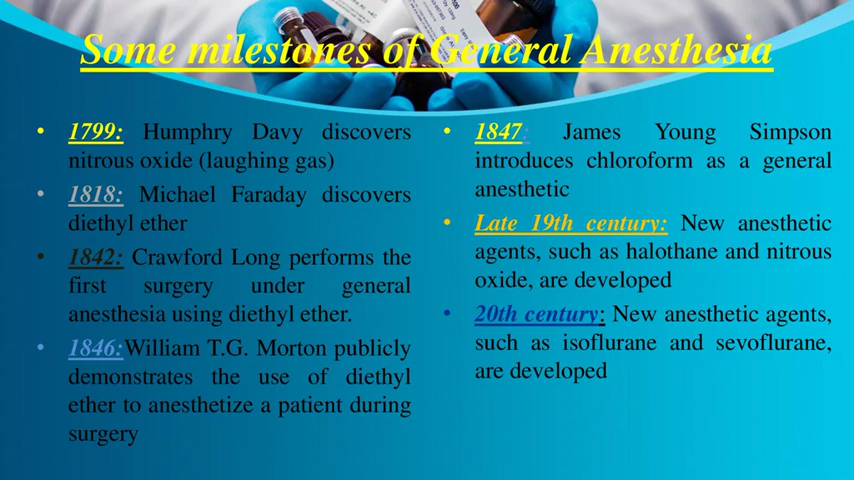 Some milestones of General Anesthesia
• 1799: Humphry Davy discovers
nitrous oxide (laughing gas)
• 1818: Michael Faraday discovers
diethyl ether
• 1842: Crawford Long performs the
first surgery under general
anesthesia using diethyl ether.
• 1846:William T.G. Morton publicly
demonstrates the use of diethyl
ether to anesthetize a patient during
surgery
• 1847: James Young Simpson
introduces chloroform as a general
anesthetic
• Late 19th century: New anesthetic
agents, such as halothane and nitrous
oxide, are developed
• 20th century: New anesthetic agents,
such as isoflurane and sevoflurane,
are developed